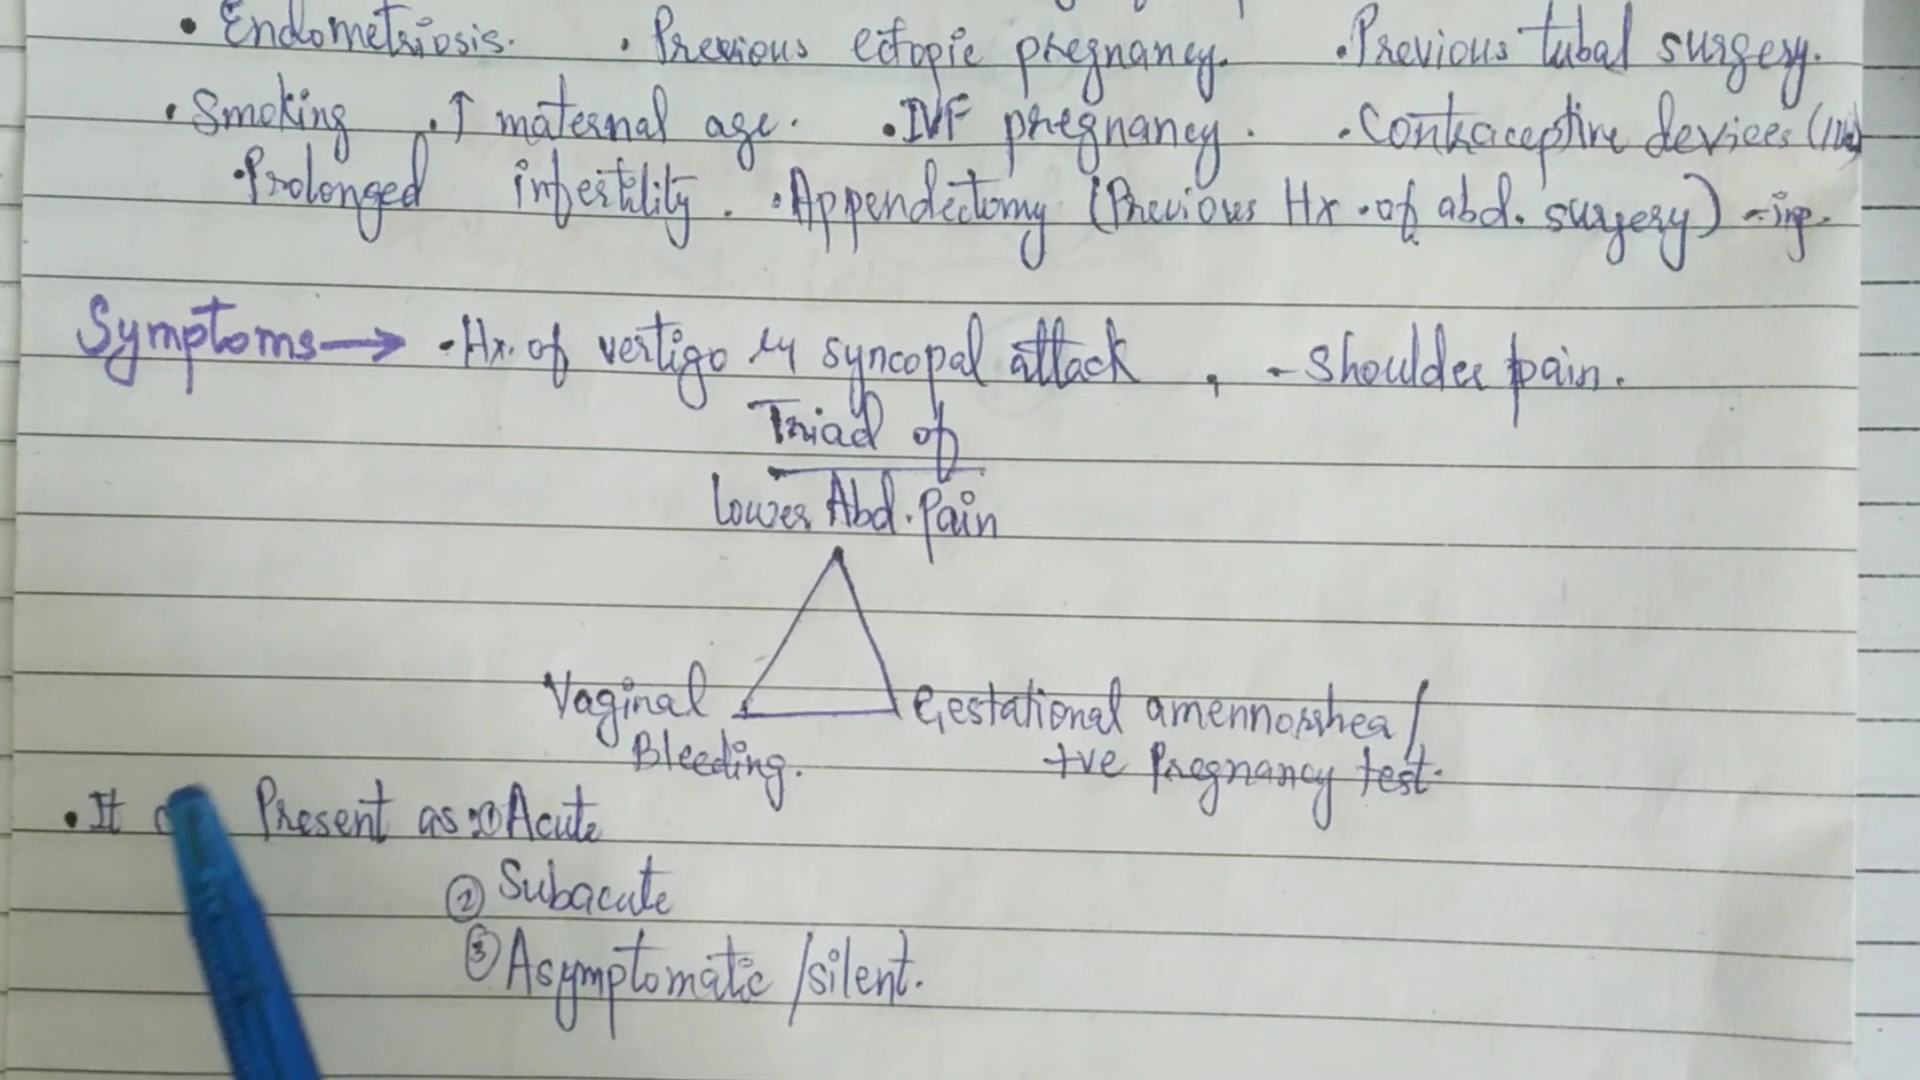 • Endometriosis. • Previous ectopic pregnancy. • Previous tubal surgery.
• Smoking • ↑ maternal age. • IVF pregnancy. • Contraceptive devices
• Prolonged infertility. • Appendectomy (Previous Hx. of abd. surgery) - imp.
Symptoms → - Hx. of vertigo syncopal attack, - Shoulder pain.
Triad of
Lower Abd. Pain
Vaginal Gestational amennorrhea /
Bleeding. +ve Pregnancy test.
• It Present as: ① Acute
② Subacute
③ Asymptomatic / silent.